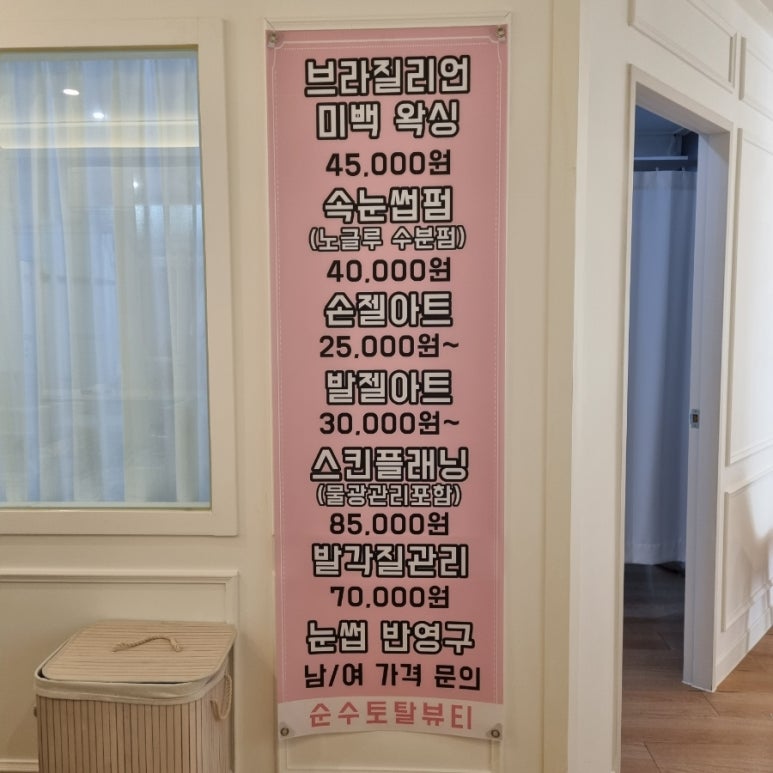 브라질리언
미백 왁싱
45,000원
속눈썹펌
(노글루 수분펌)
40,000원
손젤아트
25,000원~
발젤아트
30,000원~
스킨플래닝
(물광관리포함)
85,000원
발각질관리
70,000원
눈썹 반영구
남/여 가격 문의
순수토탈뷰티